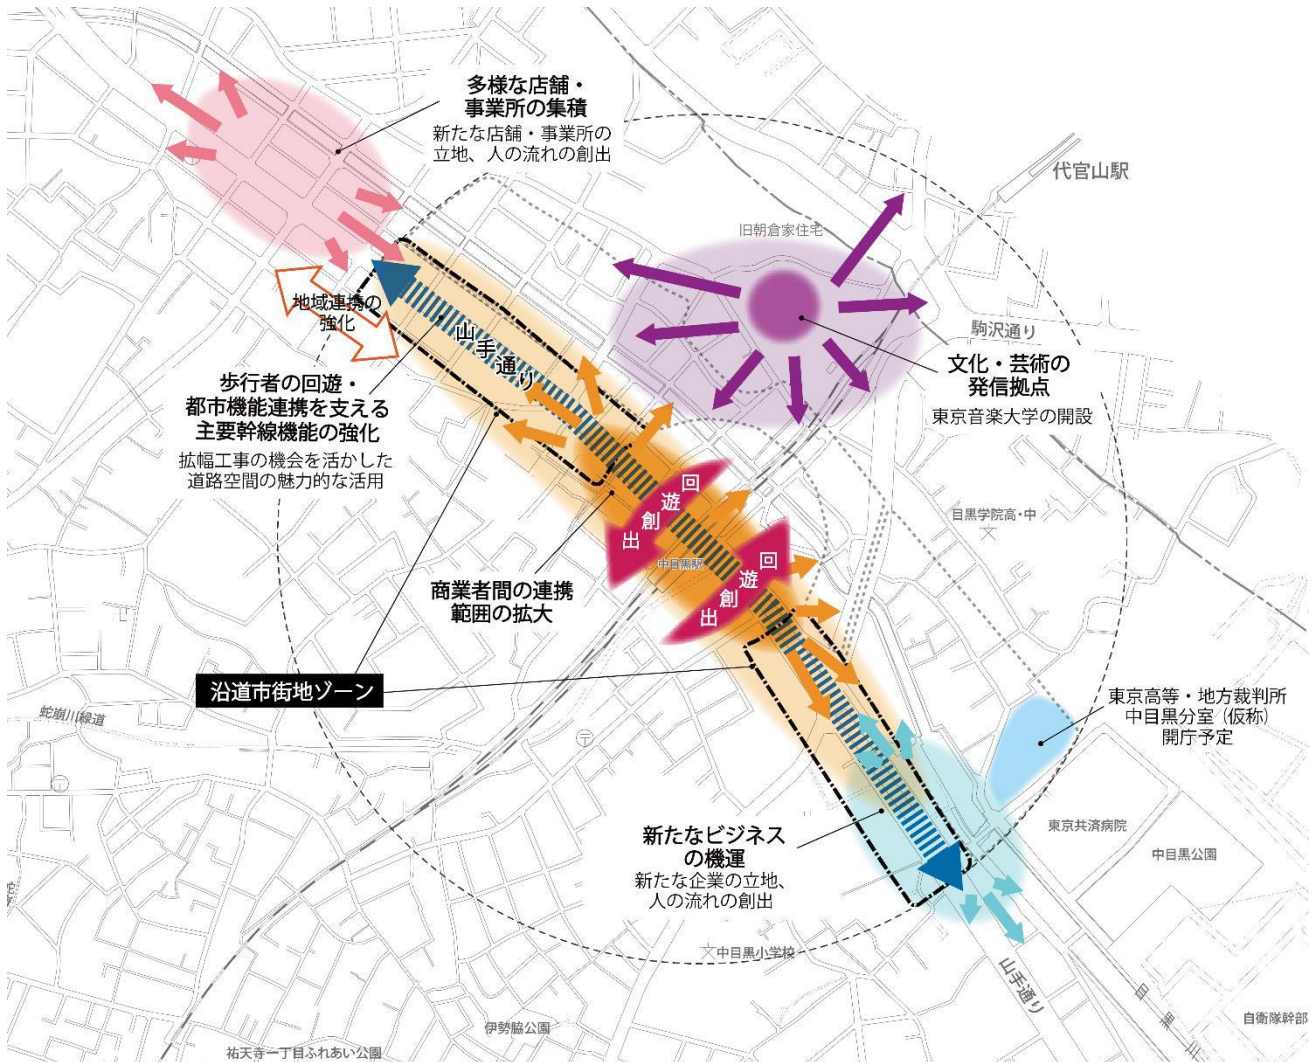 多様な店舗・
事業所の集積
新たな店舗・事業所の
立地、人の流れの創出
代官山駅
旧朝倉家住宅
地域連携の
強化
山手通り
駒沢通り
文化・芸術の
発信拠点
東京音楽大学の開設
歩行者の回遊・
都市機能連携を支える
主要幹線機能の強化
拡幅工事の機会を活かした
道路空間の魅力的な活用
回遊創出
目黒学院高・中
中目黒駅
回遊創出
商業者間の連携
範囲の拡大
沿道市街地ゾーン
蛇崩川緑道
東京高等・地方裁判所
中目黒分室（仮称）
開庁予定
新たなビジネス
の機運
新たな企業の立地、
人の流れの創出
東京共済病院
中目黒公園
中目黒小学校
山手通り
目黒
自衛隊幹部
伊勢脇公園
祐天寺一丁目ふれあい公園